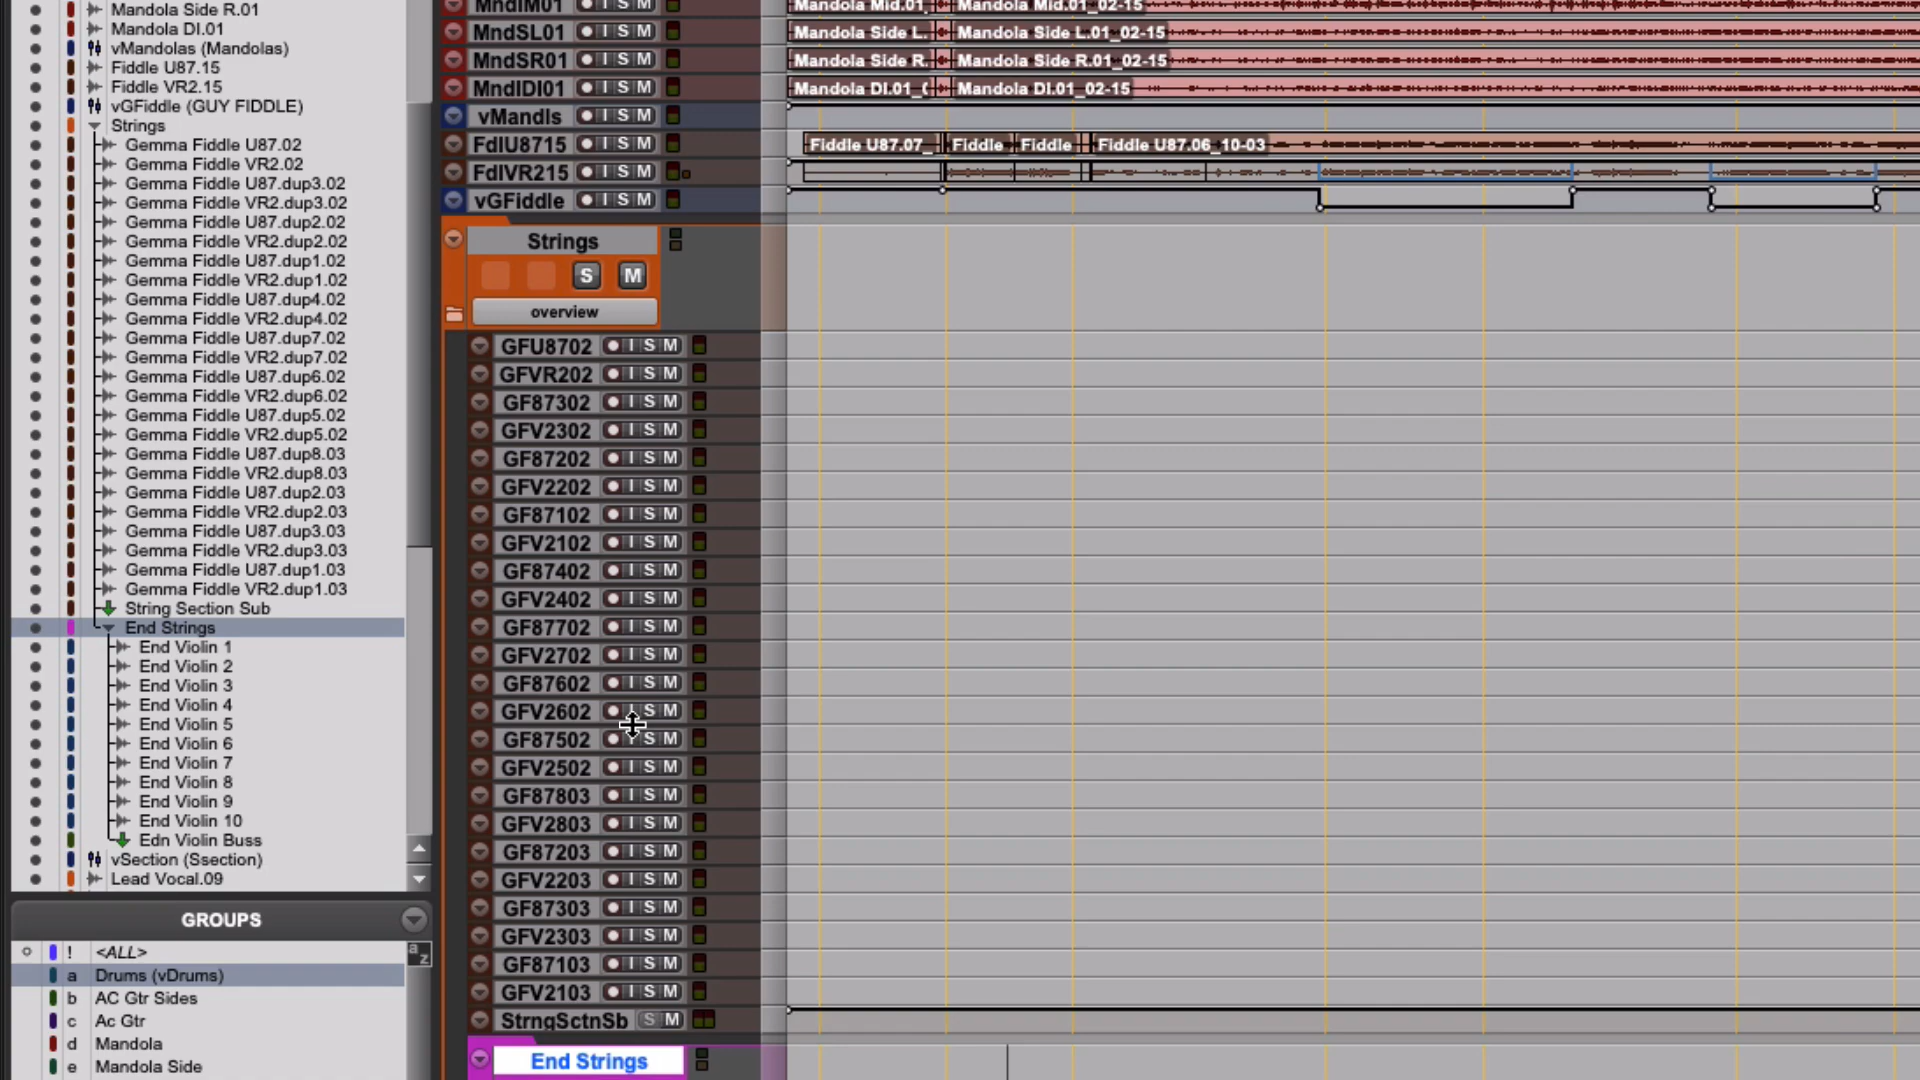 Mandola Side R.01
Mandola DI.01
vMandolas (Mandolas)
Fiddle U87.15
Fiddle VR2.15
vGFiddle (GUY FIDDLE)
Strings
Gemma Fiddle U87.02
Gemma Fiddle VR2.02
Gemma Fiddle U87.dup3.02
Gemma Fiddle VR2.dup3.02
Gemma Fiddle U87.dup2.02
Gemma Fiddle VR2.dup2.02
Gemma Fiddle U87.dup1.02
Gemma Fiddle VR2.dup1.02
Gemma Fiddle U87.dup4.02
Gemma Fiddle VR2.dup4.02
Gemma Fiddle U87.dup7.02
Gemma Fiddle VR2.dup7.02
Gemma Fiddle U87.dup6.02
Gemma Fiddle VR2.dup6.02
Gemma Fiddle U87.dup5.02
Gemma Fiddle VR2.dup5.02
Gemma Fiddle U87.dup8.03
Gemma Fiddle VR2.dup8.03
Gemma Fiddle U87.dup2.03
Gemma Fiddle VR2.dup2.03
Gemma Fiddle U87.dup3.03
Gemma Fiddle VR2.dup3.03
Gemma Fiddle U87.dup1.03
Gemma Fiddle VR2.dup1.03
String Section Sub
End Strings
End Violin 1
End Violin 2
End Violin 3
End Violin 4
End Violin 5
End Violin 6
End Violin 7
End Violin 8
End Violin 9
End Violin 10
Edn Violin Buss
vSection (Ssection)
Lead Vocal.09
GROUPS
! <ALL>
a z
a Drums (vDrums)
b AC Gtr Sides
c Ac Gtr
d Mandola
e Mandola Side
MndlM01 I S M Mandola Mid.01_ Mandola Mid.01_02-15
MndSL01 I S M Mandola Side L. Mandola Side L.01_02-15
MndSR01 I S M Mandola Side R. Mandola Side R.01_02-15
MndlDI01 I S M Mandola DI.01_( Mandola DI.01_02-15
vMandls I S M
FdlU8715 I S M Fiddle U87.07_ Fiddle Fiddle Fiddle U87.06_10-03
FdlVR215 I S M
vGFiddle I S M
Strings
S M
overview
GFU8702 I S M
GFVR202 I S M
GF87302 I S M
GFV2302 I S M
GF87202 I S M
GFV2202 I S M
GF87102 I S M
GFV2102 I S M
GF87402 I S M
GFV2402 I S M
GF87702 I S M
GFV2702 I S M
GF87602 I S M
GFV2602 I S M
GF87502 I S M
GFV2502 I S M
GF87803 I S M
GFV2803 I S M
GF87203 I S M
GFV2203 I S M
GF87303 I S M
GFV2303 I S M
GF87103 I S M
GFV2103 I S M
StrngSctnSb S M
End Strings